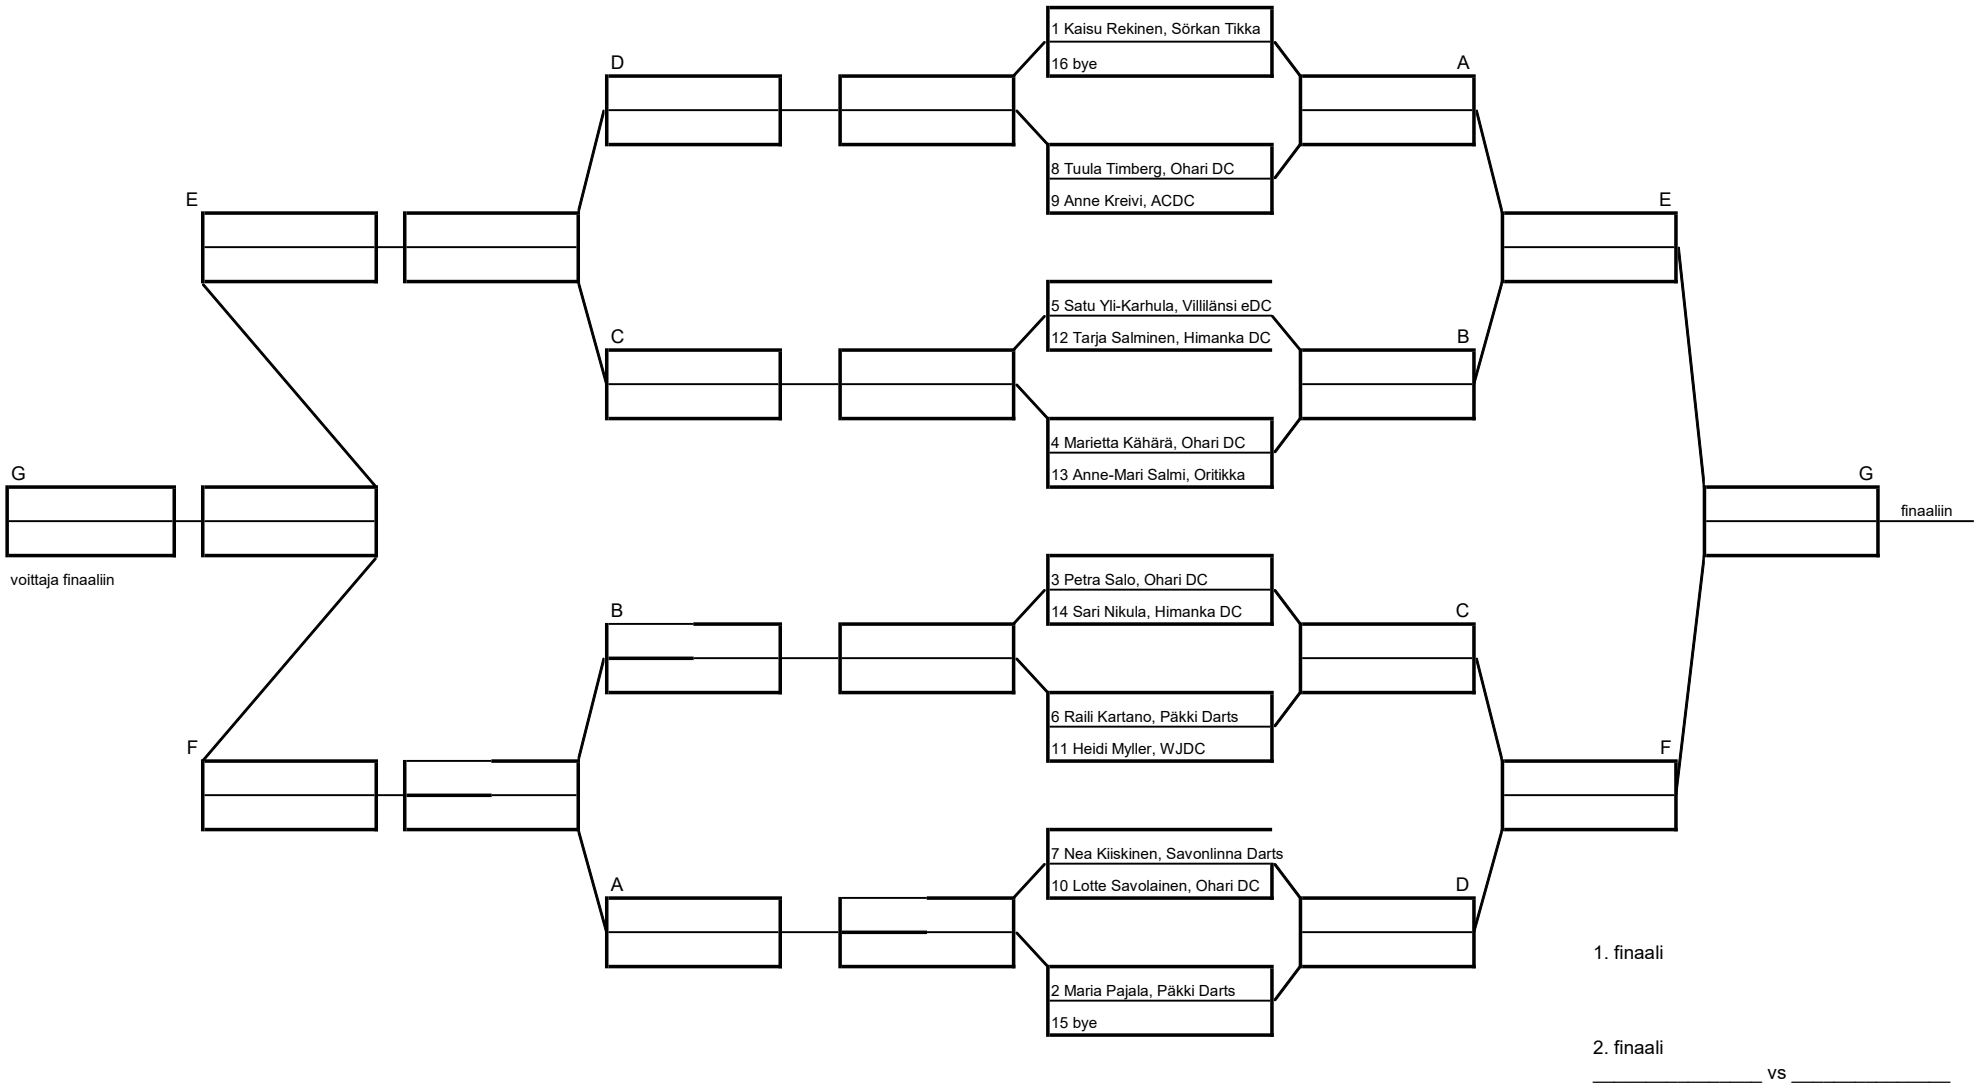 1 Kaisu Rekinen, Sörkan Tikka
D
16 bye
A
8 Tuula Timberg, Ohari DC
E
9 Anne Kreivi, ACDC
E
5 Satu Yli-Karhula, Villilänsi eDC
C
12 Tarja Salminen, Himanka DC
B
4 Marietta Kähärä, Ohari DC
G
13 Anne-Mari Salmi, Oritikka
G
finaaliin
voittaja finaaliin
3 Petra Salo, Ohari DC
B
14 Sari Nikula, Himanka DC
C
6 Raili Kartano, Päkki Darts
F
11 Heidi Myller, WJDC
F
7 Nea Kiiskinen, Savonlinna Darts
A
10 Lotte Savolainen, Ohari DC
D
1. finaali
2 Maria Pajala, Päkki Darts
15 bye
2. finaali
________________ vs _______________